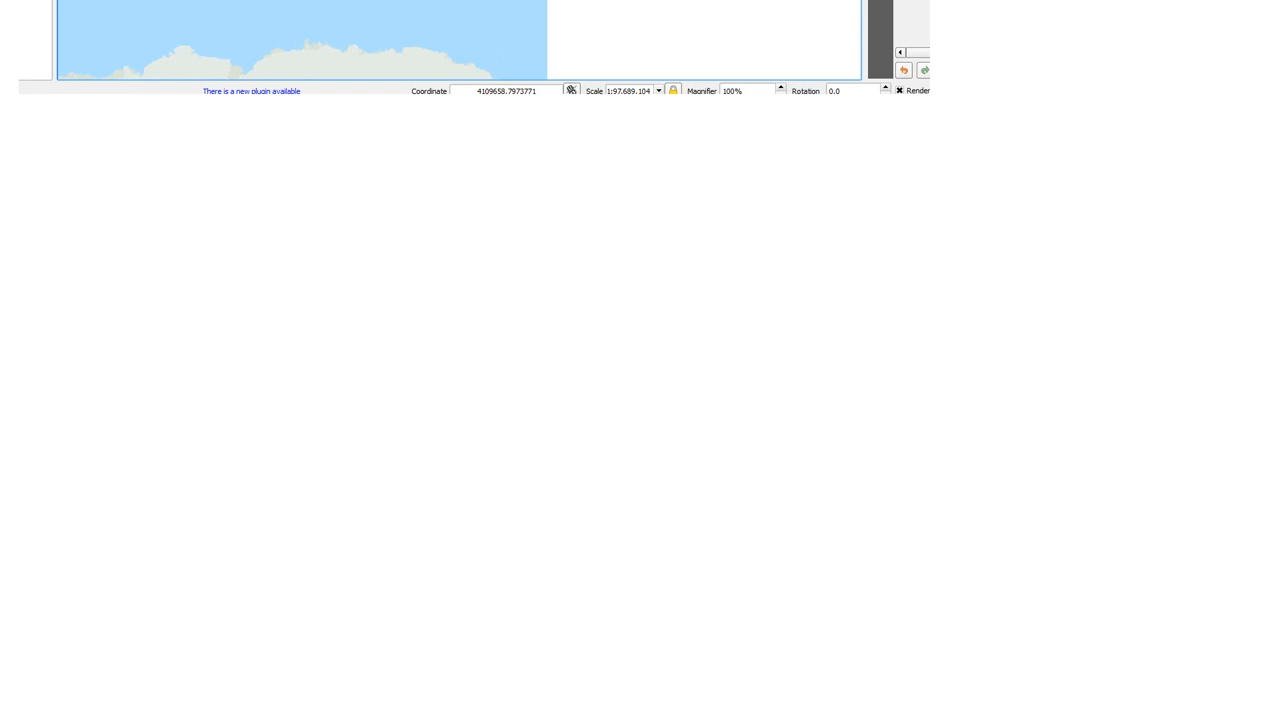 There is a new plugin available Coordinate 4109658.7973771 Scale 1:97.689.104 Magnifier 100% Rotation 0.0 Render